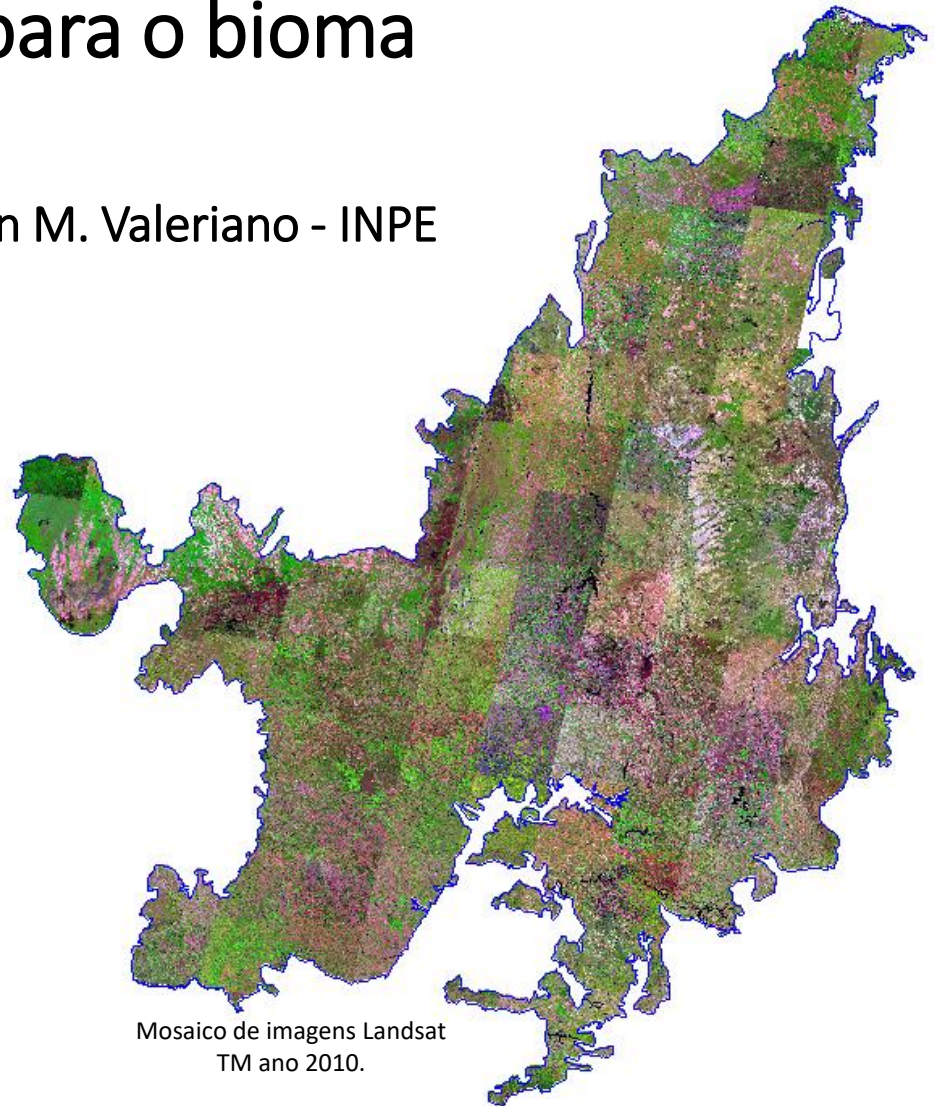 para o bioma
n M. Valeriano - INPE
Mosaico de imagens Landsat
TM ano 2010.